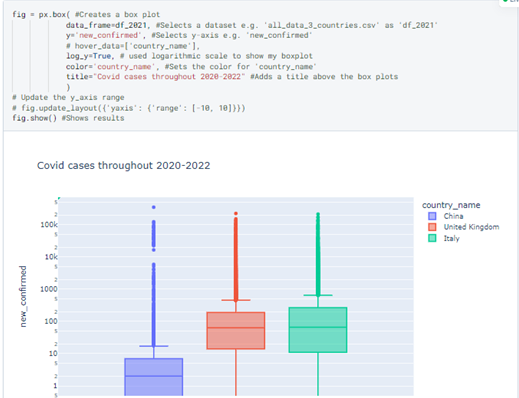 fig = px.box( #Creates a box plot
data_frame=df_2021, #Selects a dataset e.g. 'all_data_3_countries.csv' as 'df_2021'
y='new_confirmed', #Selects y-axis e.g. 'new_confirmed'
# hover_data=['country_name'],
log_y=True, # used logarithmic scale to show my boxplot
color='country_name', #Sets the color for 'country_name'
title="Covid cases throughout 2020-2022" #Adds a title above the box plots
)
# Update the y_axis range
# fig.update_layout({'yaxis': {'range': [-10, 10]}})
fig.show() #Shows results
Covid cases throughout 2020-2022
country_name
China
United Kingdom
Italy
new_confirmed
5
2
100k
5
2
10k
5
2
1000
5
2
100
5
2
10
5
2
1
5